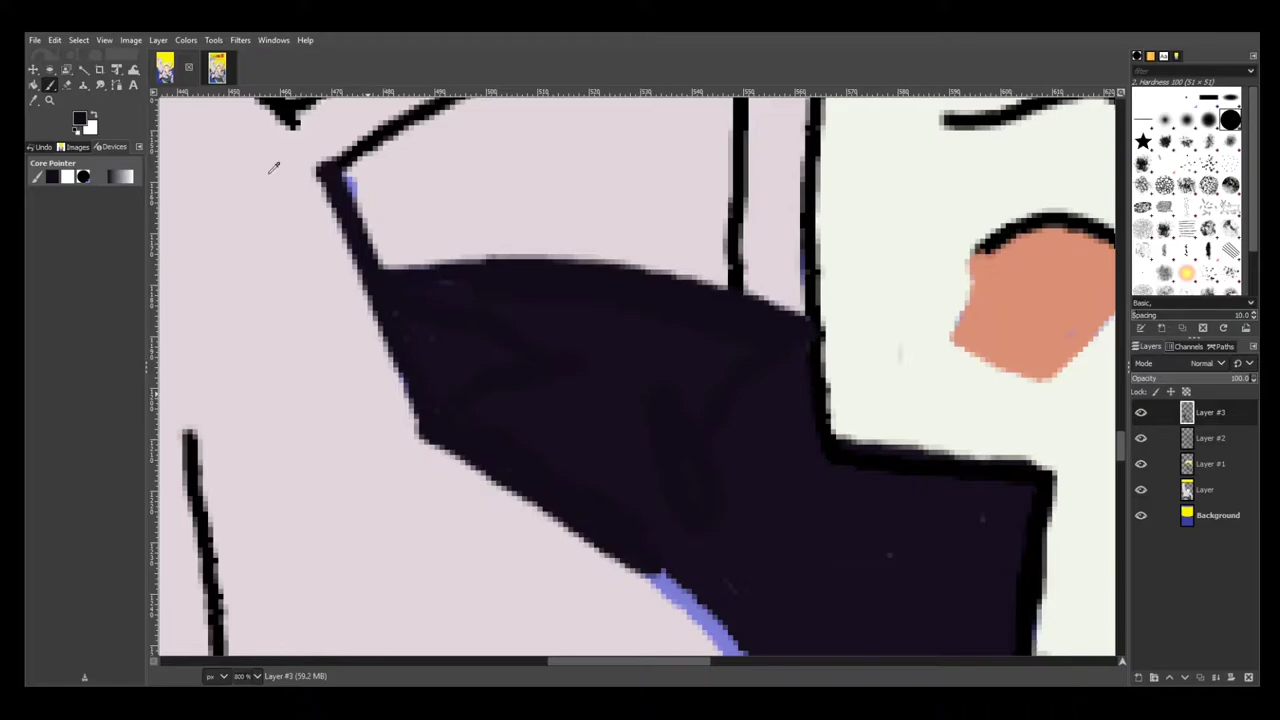 File Edit Select View Image Layer Colors Tools Filters Windows Help
Undo Images Devices
Core Pointer
2. Hardness 100 (51 × 51)
Basic,
Spacing 10.0
Layers Channels Paths
Mode Normal
Opacity 100.0
Lock:
Layer #3
Layer #2
Layer #1
Layer
Background
px 800 % Layer #3 (59.2 MB)